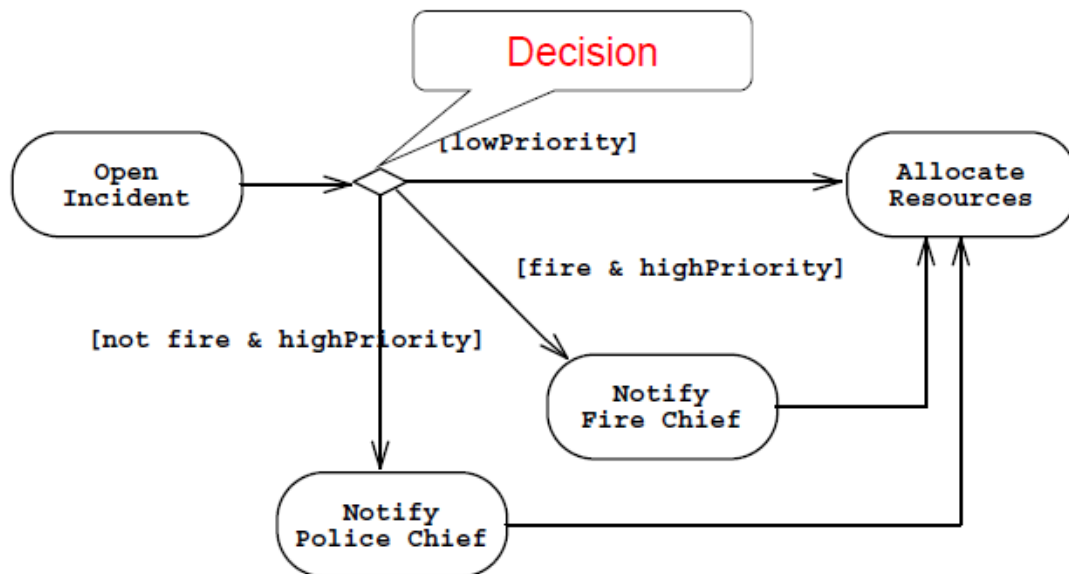 Decision
[lowPriority]
Open
Incident
Allocate
Resources
[fire & highPriority]
[not fire & highPriority]
Notify
Fire Chief
Notify
Police Chief